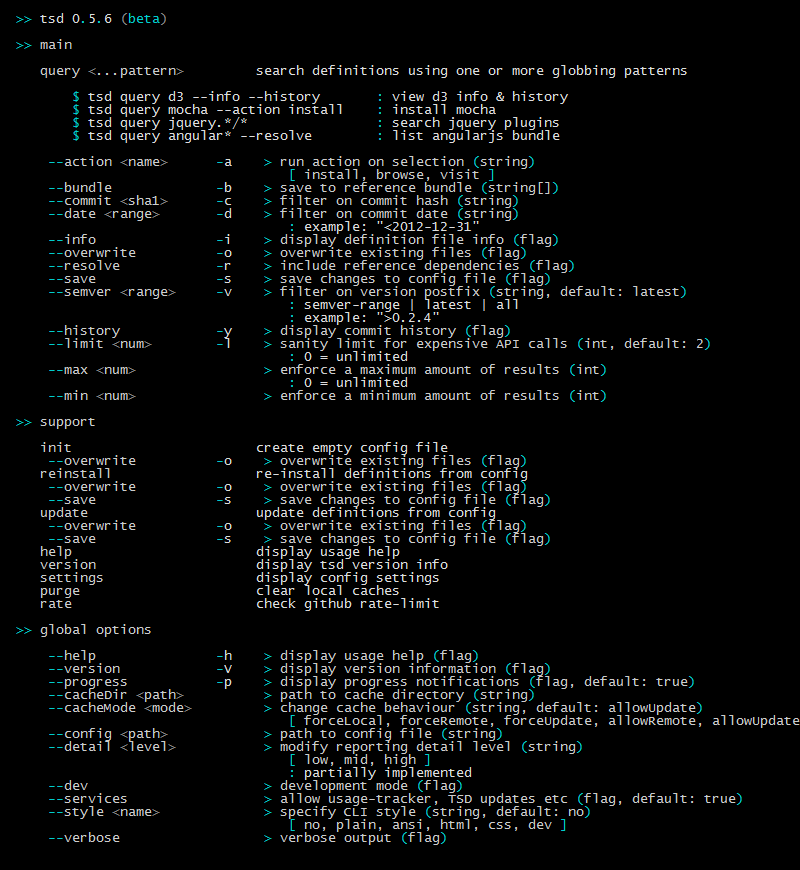 >> tsd 0.5.6 (beta)
>> main
query <...pattern> search definitions using one or more globbing patterns
$ tsd query d3 --info --history : view d3 info & history
$ tsd query mocha --action install : install mocha
$ tsd query jquery.*/* : search jquery plugins
$ tsd query angular* --resolve : list angularjs bundle
--action <name> -a > run action on selection (string)
[ install, browse, visit ]
--bundle -b > save to reference bundle (string[])
--commit <sha1> -c > filter on commit hash (string)
--date <range> -d > filter on commit date (string)
: example: "<2012-12-31"
--info -i > display definition file info (flag)
--overwrite -o > overwrite existing files (flag)
--resolve -r > include reference dependencies (flag)
--save -s > save changes to config file (flag)
--semver <range> -v > filter on version postfix (string, default: latest)
: semver-range | latest | all
: example: ">0.2.4"
--history -y > display commit history (flag)
--limit <num> -l > sanity limit for expensive API calls (int, default: 2)
: 0 = unlimited
--max <num> > enforce a maximum amount of results (int)
: 0 = unlimited
--min <num> > enforce a minimum amount of results (int)
>> support
init create empty config file
--overwrite -o > overwrite existing files (flag)
reinstall re-install definitions from config
--overwrite -o > overwrite existing files (flag)
--save -s > save changes to config file (flag)
update update definitions from config
--overwrite -o > overwrite existing files (flag)
--save -s > save changes to config file (flag)
help display usage help
version display tsd version info
settings display config settings
purge clear local caches
rate check github rate-limit
>> global options
--help -h > display usage help (flag)
--version -V > display version information (flag)
--progress -p > display progress notifications (flag, default: true)
--cacheDir <path> > path to cache directory (string)
--cacheMode <mode> > change cache behaviour (string, default: allowUpdate)
[ forceLocal, forceRemote, forceUpdate, allowRemote, allowUpdate
--config <path> > path to config file (string)
--detail <level> > modify reporting detail level (string)
[ low, mid, high ]
: partially implemented
--dev > development mode (flag)
--services > allow usage-tracker, TSD updates etc (flag, default: true)
--style <name> > specify CLI style (string, default: no)
[ no, plain, ansi, html, css, dev ]
--verbose > verbose output (flag)